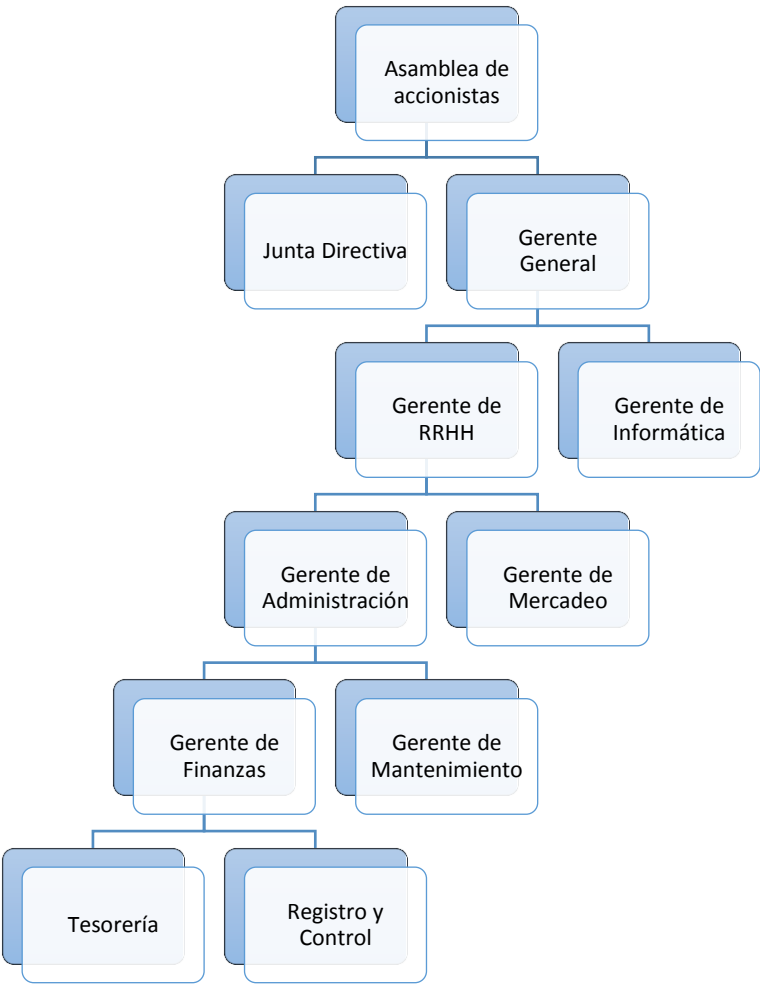 Asamblea de
accionistas
Junta Directiva
Gerente
General
Gerente de
RRHH
Gerente de
Informática
Gerente de
Administración
Gerente de
Mercadeo
Gerente de
Finanzas
Gerente de
Mantenimiento
Tesorería
Registro y
Control